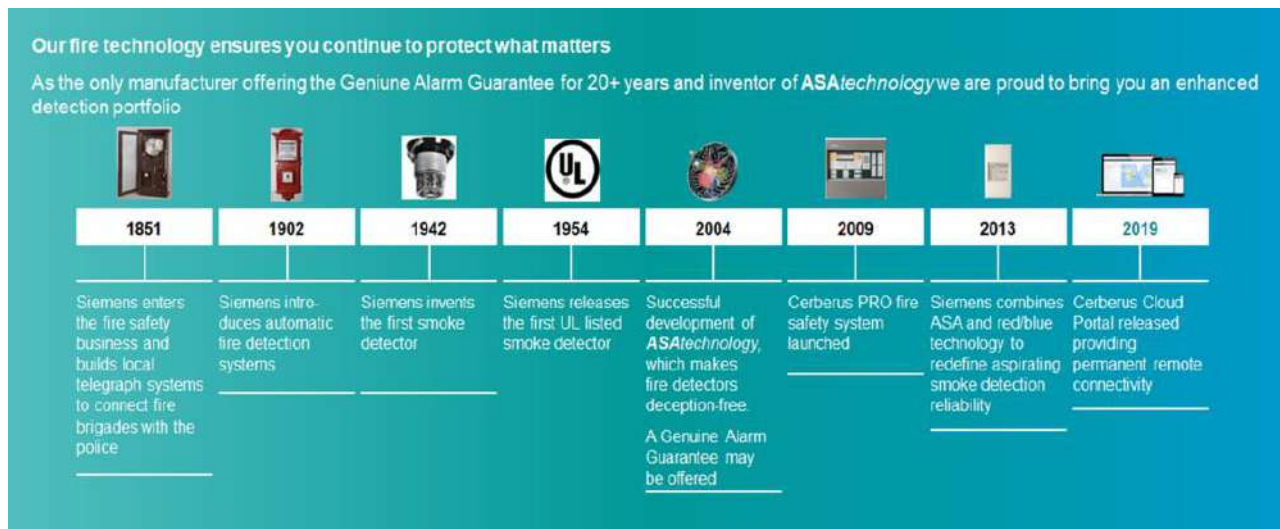 Our fire technology ensures you continue to protect what matters
As the only manufacturer offering the Geniune Alarm Guarantee for 20+ years and inventor of ASAtechnology we are proud to bring you an enhanced
detection portfolio
UL
1851
Siemens enters
the fire safety
business and
builds local
telegraph systems
to connect fire
brigades with the
police
1902
Siemens intro-
duces automatic
fire detection
systems
1942
Siemens invents
the first smoke
detector
1954
Siemens releases
the first UL listed
smoke detector
2004
Successful
development of
ASAtechnology,
which makes
fire detectors
deception-free.
A Genuine Alarm
Guarantee may
be offered
2009
Cerberus PRO fire
safety system
launched
2013
Siemens combines
ASA and red/blue
technology to
redefine aspirating
smoke detection
reliability
2019
Cerberus Cloud
Portal released
providing
permanent remote
connectivity